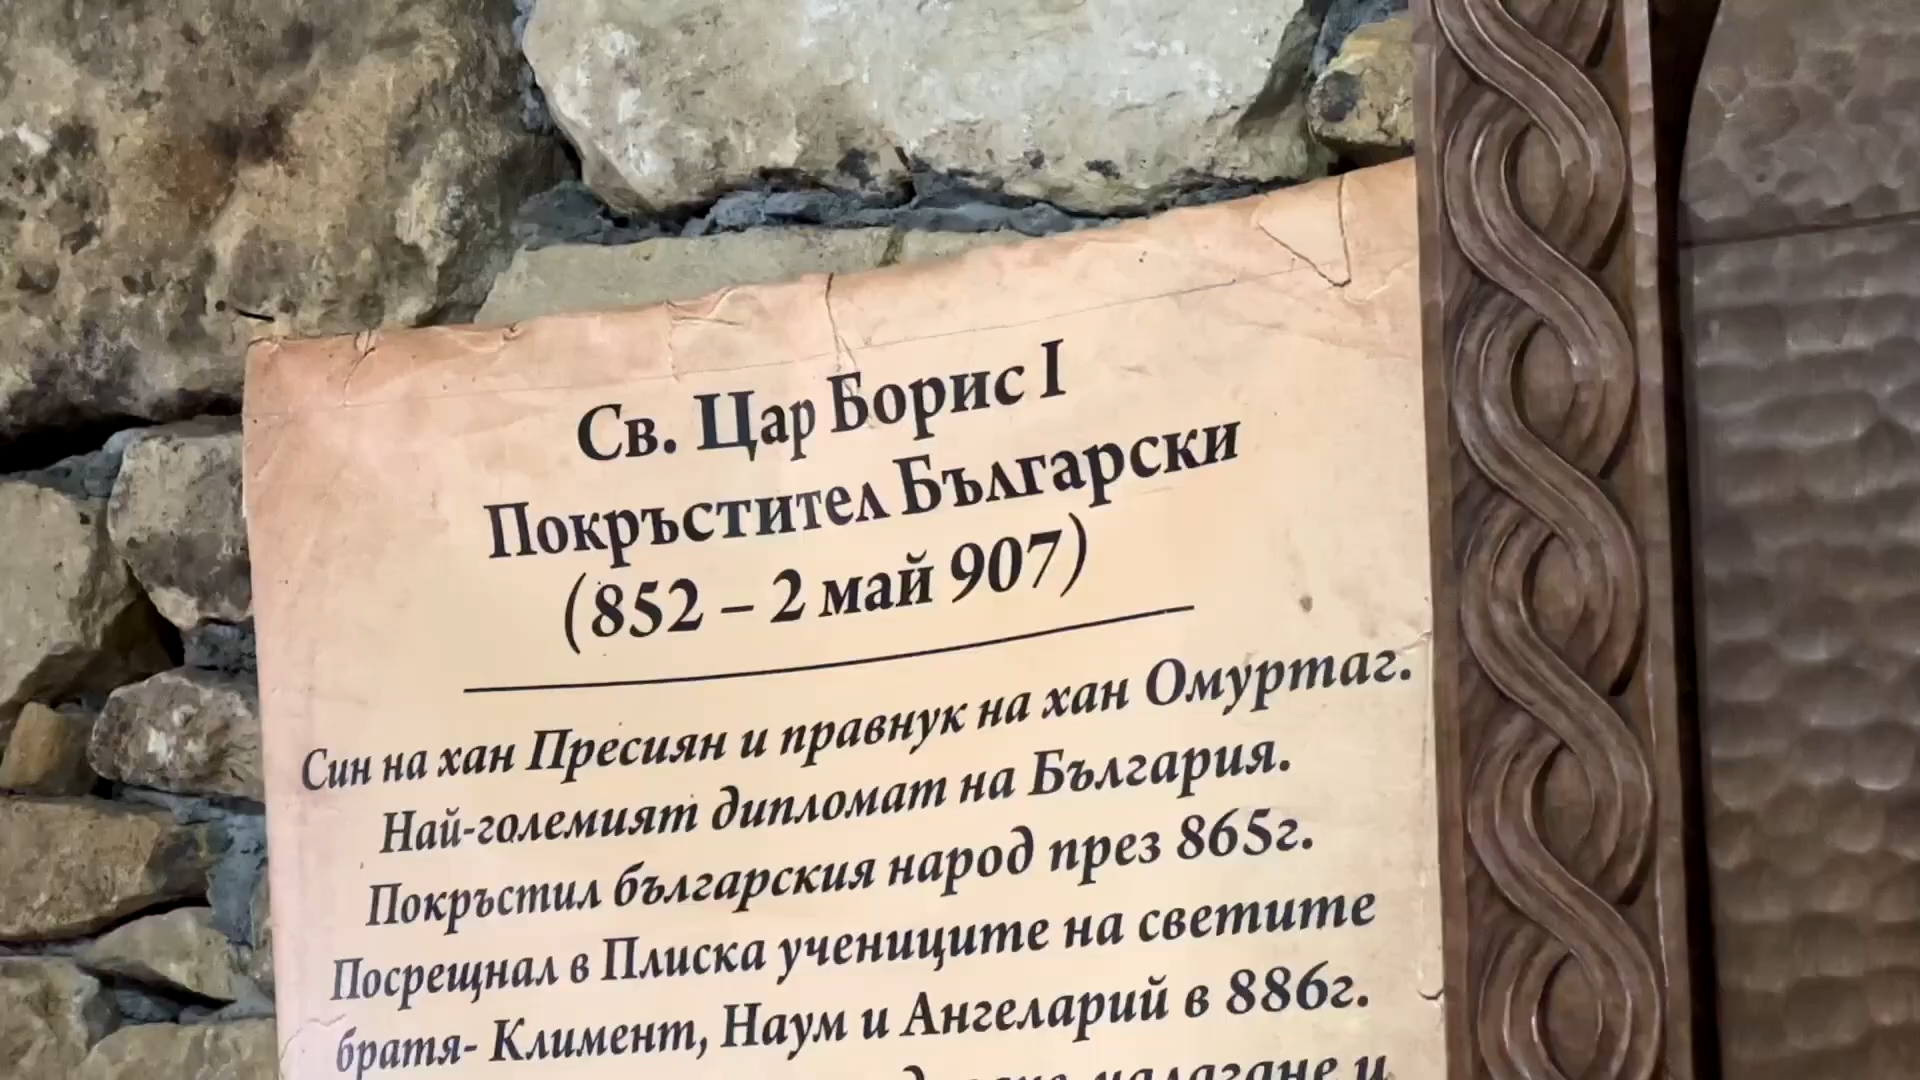 Св. Цар Борис I
Покръстител Български
(852 – 2 май 907)
Син на хан Пресиян и правнук на хан Омуртаг.
Най-големият дипломат на България.
Покръстил българския народ през 865г.
Посрещнал в Плиска учениците на светите
братя- Климент, Наум и Ангеларий в 886г.
налагане и